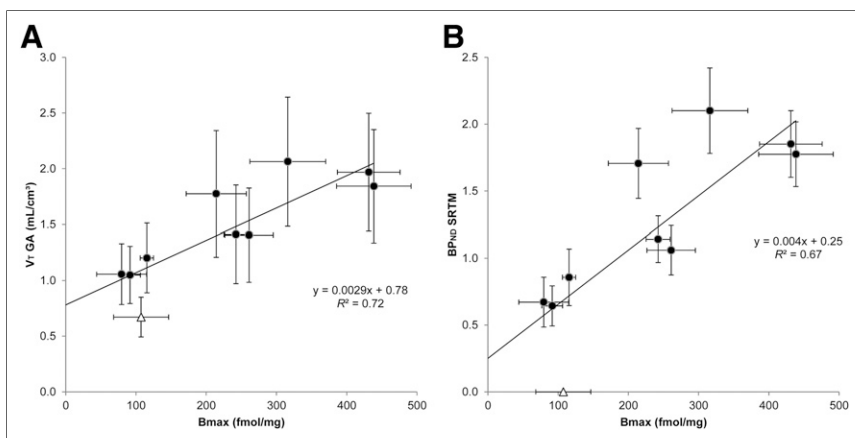 A
3.0
2.5
2.0
1.5
1.0
0.5
0.0
VT GA (mL/cm³)
y = 0.0029x + 0.78
R² = 0.72
0 100 200 300 400 500
Bmax (fmol/mg)
B
2.5
2.0
1.5
1.0
0.5
0.0
BPND SRTM
y = 0.004x + 0.25
R² = 0.67
0 100 200 300 400 500
Bmax (fmol/mg)